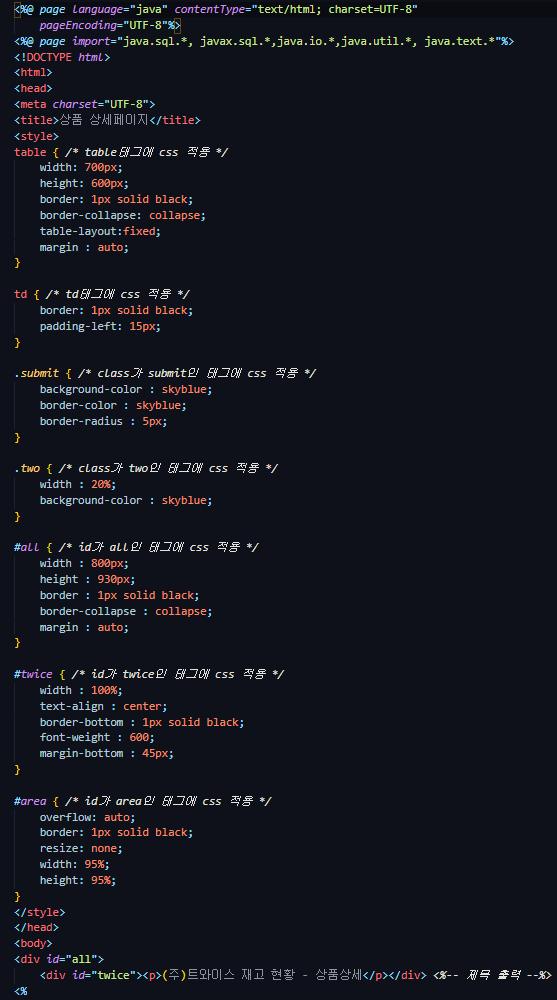 <%@ page language="java" contentType="text/html; charset=UTF-8"
    pageEncoding="UTF-8"%>
<%@ page import="java.sql.*, javax.sql.*,java.io.*,java.util.*, java.text.*"%>
<!DOCTYPE html>
<html>
<head>
<meta charset="UTF-8">
<title>상품 상세페이지</title>
<style>
table { /* table태그에 css 적용 */
    width: 700px;
    height: 600px;
    border: 1px solid black;
    border-collapse: collapse;
    table-layout:fixed;
    margin : auto;
}

td { /* td태그에 css 적용 */
    border: 1px solid black;
    padding-left: 15px;
}

.submit { /* class가 submit인 태그에 css 적용 */
    background-color : skyblue;
    border-color : skyblue;
    border-radius : 5px;
}

.two { /* class가 two인 태그에 css 적용 */
    width : 20%;
    background-color : skyblue;
}

#all { /* id가 all인 태그에 css 적용 */
    width : 800px;
    height : 930px;
    border : 1px solid black;
    border-collapse : collapse;
    margin : auto;
}

#twice { /* id가 twice인 태그에 css 적용 */
    width : 100%;
    text-align : center;
    border-bottom : 1px solid black;
    font-weight : 600;
    margin-bottom : 45px;
}

#area { /* id가 area인 태그에 css 적용 */
    overflow: auto;
    border: 1px solid black;
    resize: none;
    width: 95%;
    height: 95%;
}
</style>
</head>
<body>
<div id="all">
    <div id="twice"><p>(주)트와이스 재고 현황 - 상품상세</p></div> <%-- 제목 출력 --%>
<%